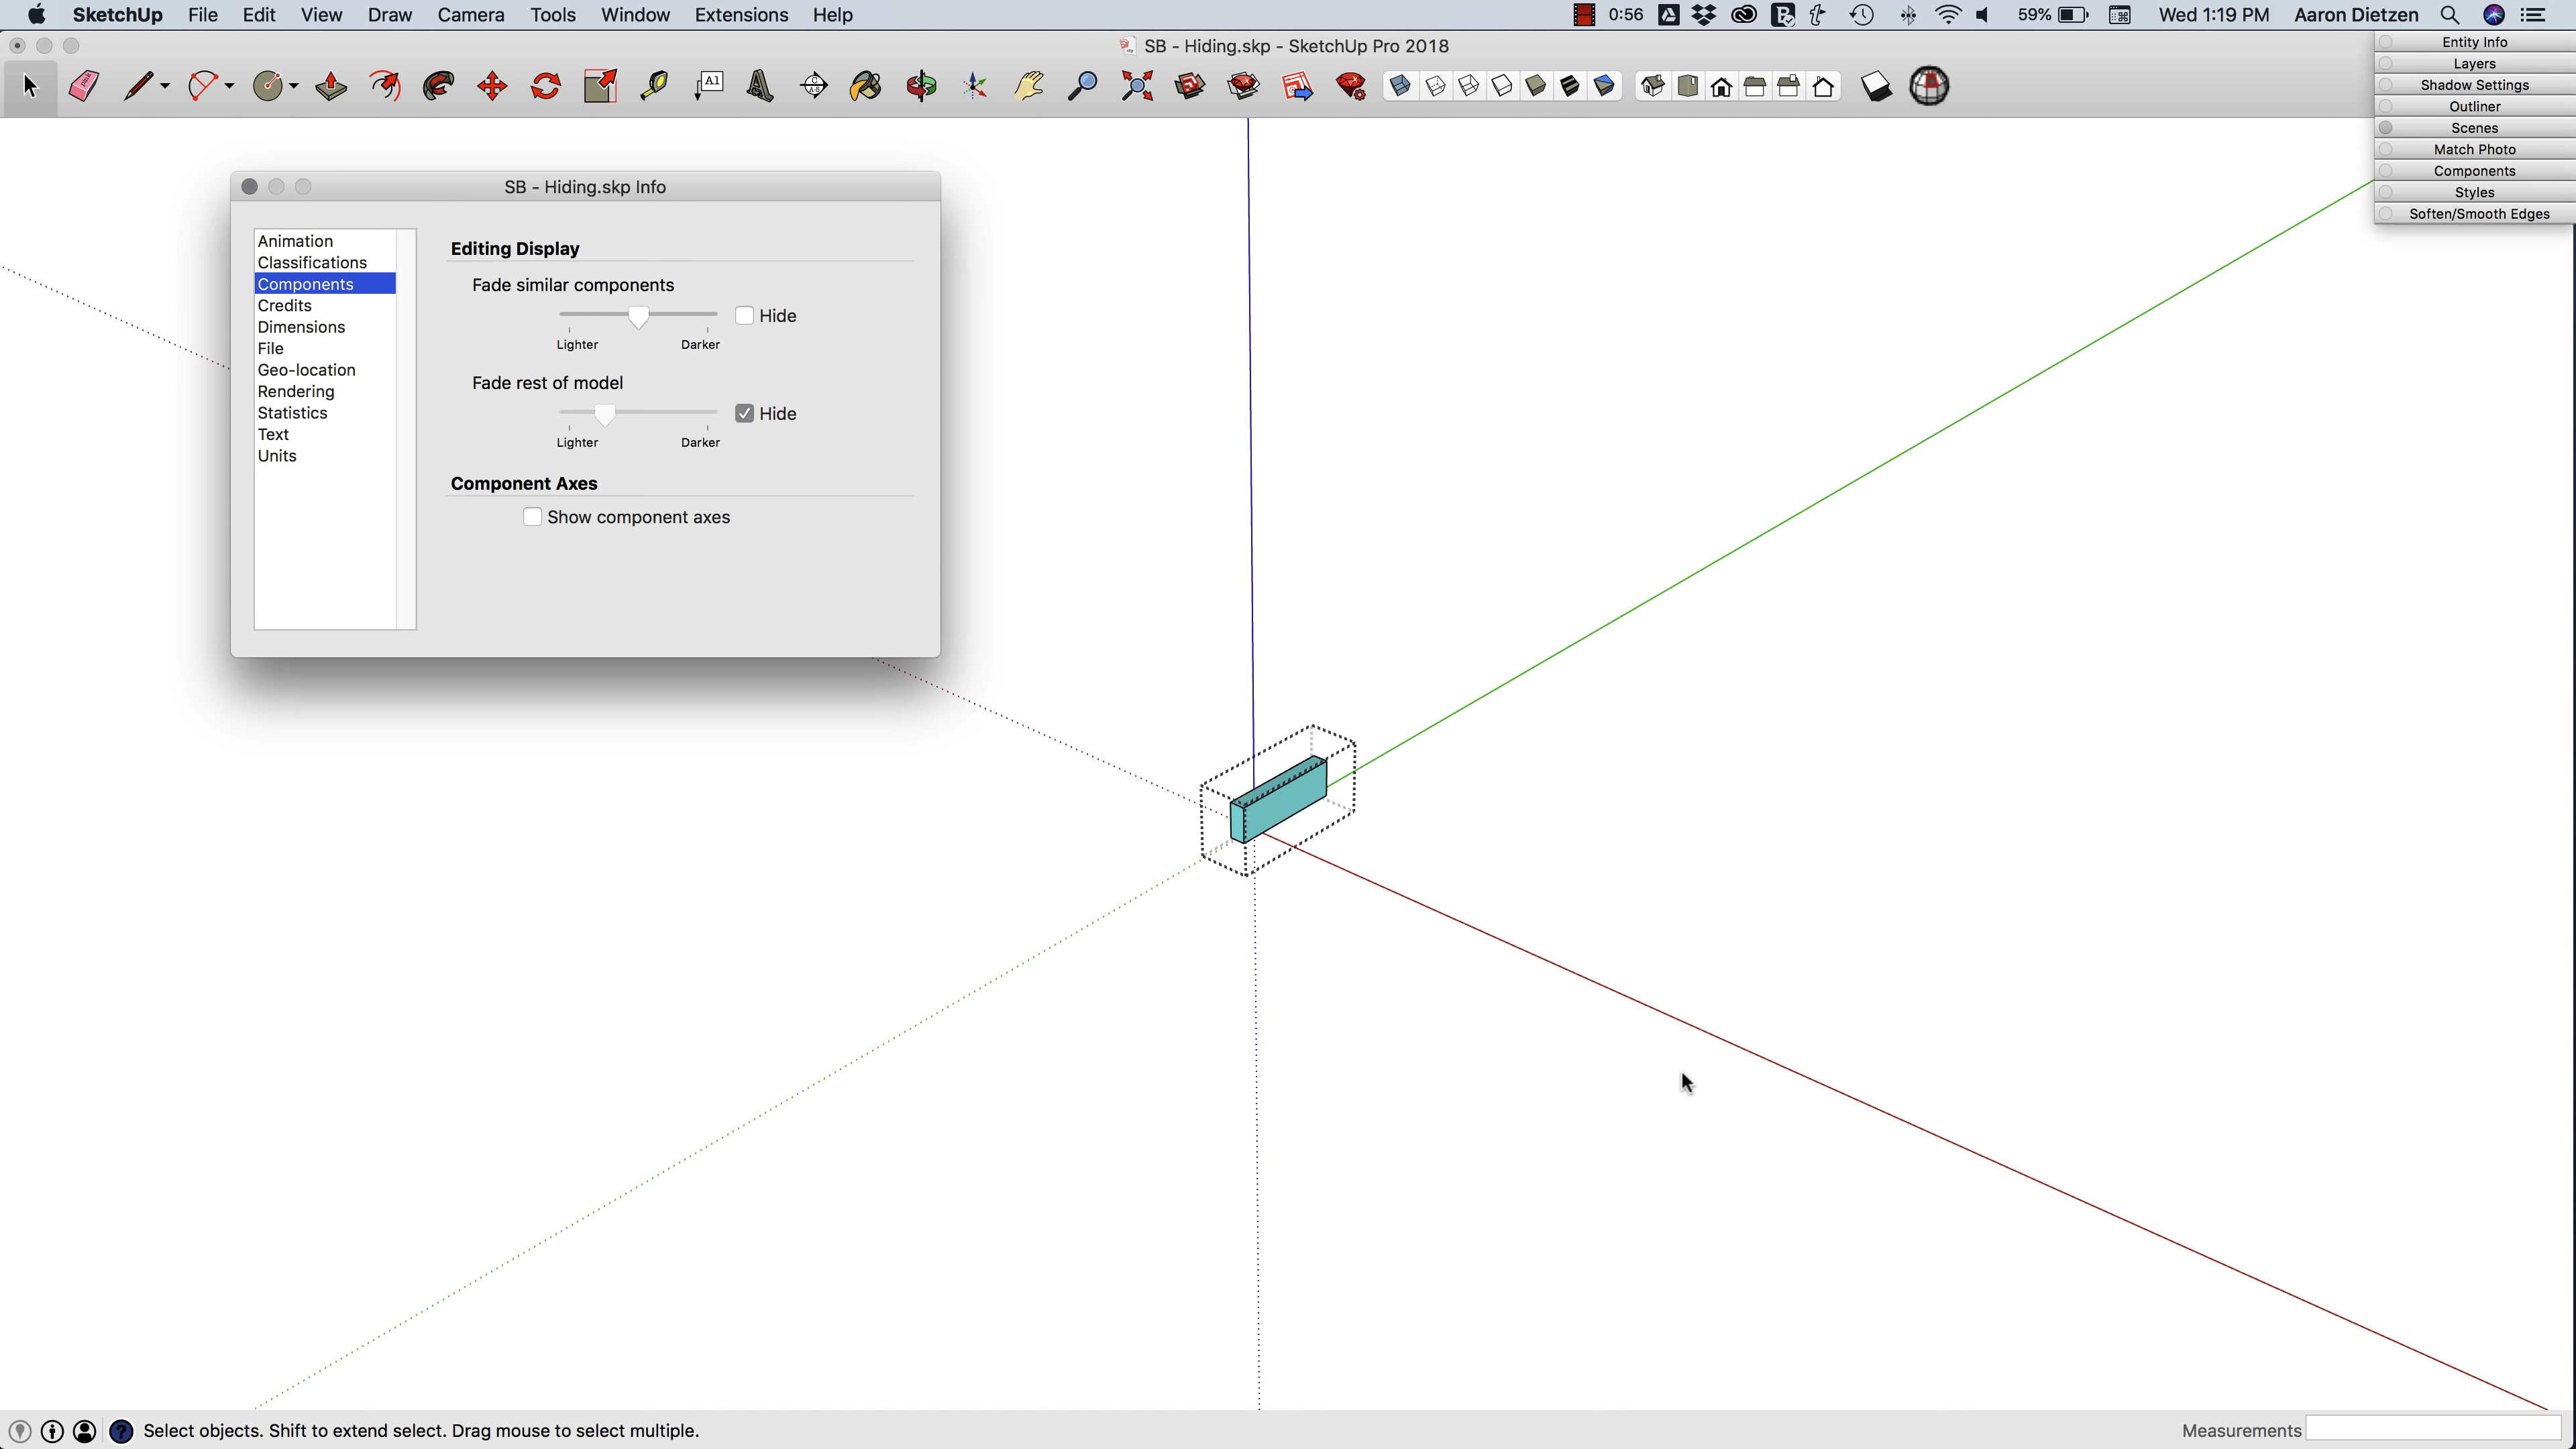 SketchUp File Edit View Draw Camera Tools Window Extensions Help 0:56 59% Wed 1:19 PM Aaron Dietzen
SB - Hiding.skp - SketchUp Pro 2018
A1
Entity Info
Layers
Shadow Settings
Outliner
Scenes
Match Photo
Components
Styles
Soften/Smooth Edges
SB - Hiding.skp Info
Animation
Classifications
Components
Credits
Dimensions
File
Geo-location
Rendering
Statistics
Text
Units
Editing Display
Fade similar components
Hide
Lighter Darker
Fade rest of model
Hide
Lighter Darker
Component Axes
Show component axes
Select objects. Shift to extend select. Drag mouse to select multiple.
Measurements